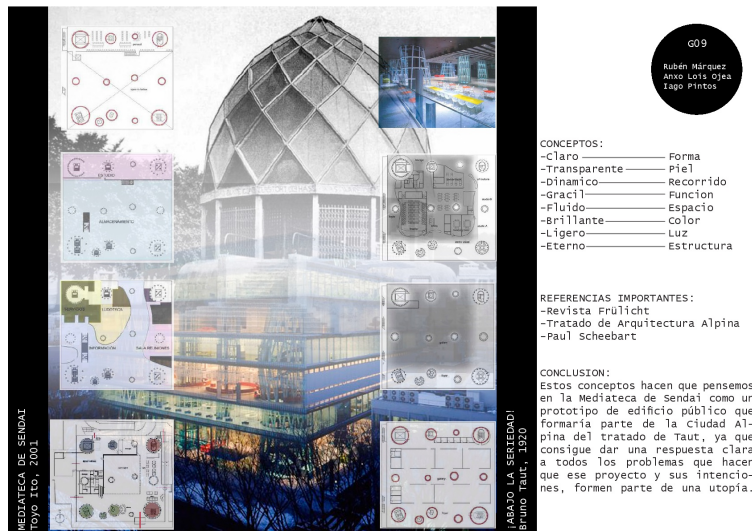 MEDIATECA DE SENDAI
Toyo Ito, 2001
¡ABAJO LA SERIEDAD!
Bruno Taut, 1920
G09
Rubén Márquez
Anxo Lois Ojea
Iago Pintos
CONCEPTOS:
-Claro Forma
-Transparente Piel
-Dinamico Recorrido
-Gracil Funcion
-Fluido Espacio
-Brillante Color
-Ligero Luz
-Eterno Estructura
REFERENCIAS IMPORTANTES:
-Revista Frülicht
-Tratado de Arquitectura Alpina
-Paul Scheebart
CONCLUSION:
Estos conceptos hacen que pensemos
en la Mediateca de Sendai como un
prototipo de edificio público que
formaría parte de la Ciudad Al-
pina del tratado de Taut, ya que
consigue dar una respuesta clara
a todos los problemas que hacen
que ese proyecto y sus intencio-
nes, formen parte de una utopía.